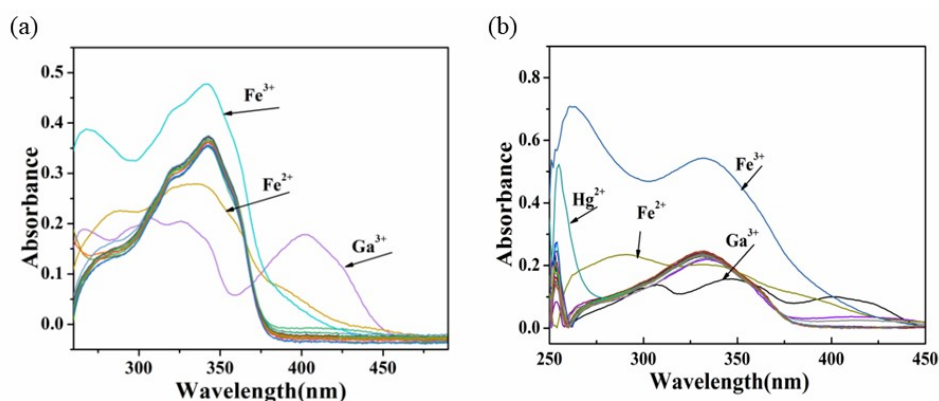 (a)
Absorbance
0.5
0.4
0.3
0.2
0.1
0.0
Fe³⁺
Fe²⁺
Ga³⁺
300 350 400 450
Wavelength(nm)
(b)
Absorbance
0.8
0.6
0.4
0.2
0.0
Hg²⁺
Fe²⁺
Ga³⁺
Fe³⁺
250 300 350 400 450
Wavelength(nm)